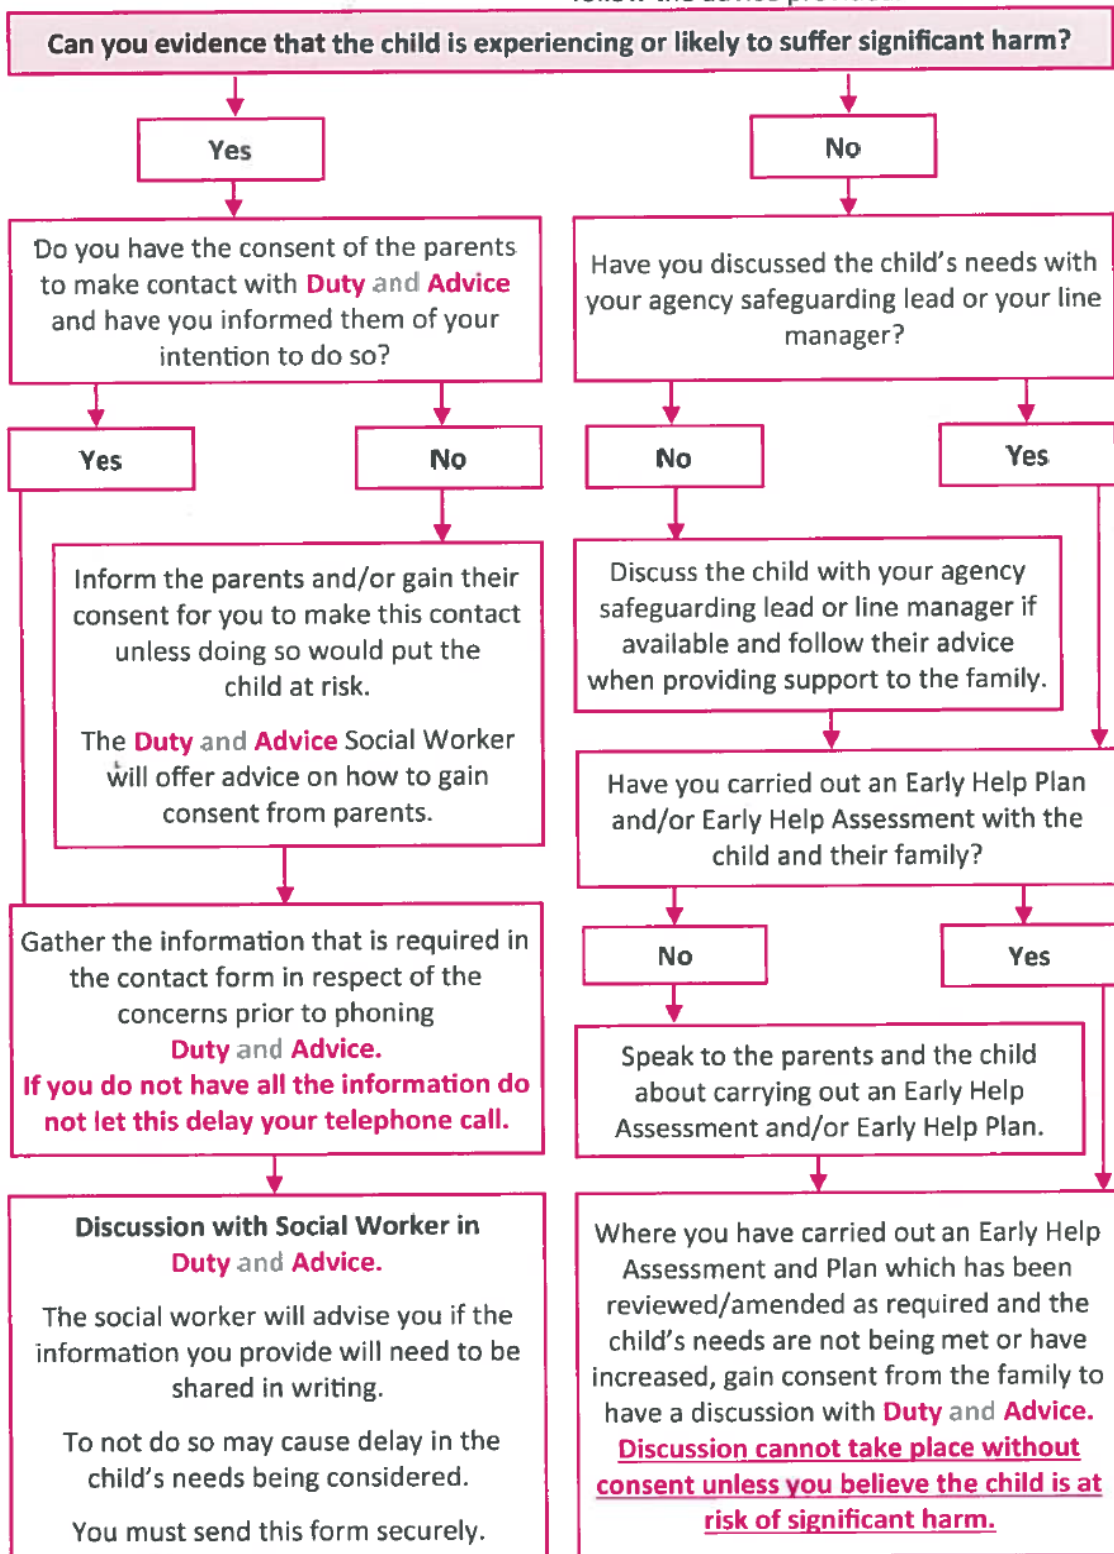 follow the advice provided.
Can you evidence that the child is experiencing or likely to suffer significant harm?
Yes
No
Do you have the consent of the parents
to make contact with Duty and Advice
and have you informed them of your
intention to do so?
Have you discussed the child's needs with
your agency safeguarding lead or your line
manager?
Yes
No
No
Yes
Inform the parents and/or gain their
consent for you to make this contact
unless doing so would put the
child at risk.
The Duty and Advice Social Worker
will offer advice on how to gain
consent from parents.
Discuss the child with your agency
safeguarding lead or line manager if
available and follow their advice
when providing support to the family.
Have you carried out an Early Help Plan
and/or Early Help Assessment with the
child and their family?
No
Yes
Gather the information that is required in
the contact form in respect of the
concerns prior to phoning
Duty and Advice.
If you do not have all the information do
not let this delay your telephone call.
Speak to the parents and the child
about carrying out an Early Help
Assessment and/or Early Help Plan.
Discussion with Social Worker in
Duty and Advice.
The social worker will advise you if the
information you provide will need to be
shared in writing.
To not do so may cause delay in the
child's needs being considered.
You must send this form securely.
Where you have carried out an Early Help
Assessment and Plan which has been
reviewed/amended as required and the
child's needs are not being met or have
increased, gain consent from the family to
have a discussion with Duty and Advice.
Discussion cannot take place without
consent unless you believe the child is at
risk of significant harm.